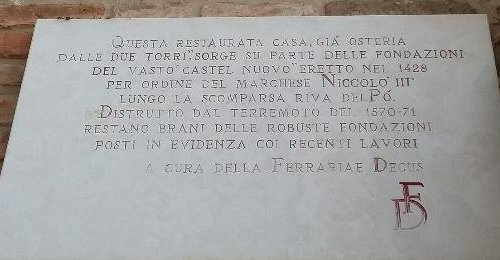 QUESTA RESTAURATA CASA, GIÁ OSTERIA
DALLE DUE TORRI", SORGE SU PARTE DELLE FONDAZIONI
DEL VASTO "CASTEL NUOVO" ERETTO NEL 1428
PER ORDINE DEL MARCHESE NICCOLÒ III°
LUNGO LA SCOMPARSA RIVA DEL PÒ.
DISTRUTTO DAL TERREMOTO DEL 1570-71
RESTANO BRANI DELLE ROBUSTE FONDAZIONI
POSTI IN EVIDENZA COI RECENTI LAVORI
A CURA DELLA FERRARIAE DECUS
FD